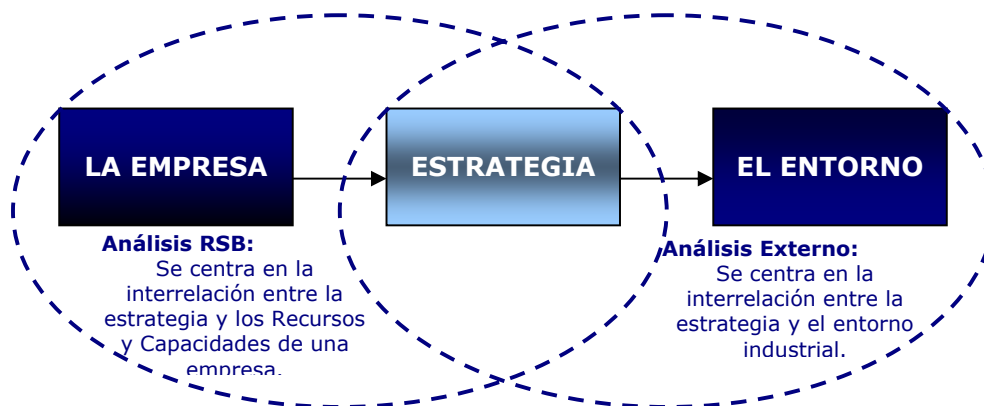 LA EMPRESA
ESTRATEGIA
EL ENTORNO
Análisis RSB:
Se centra en la
interrelación entre la
estrategia y los Recursos
y Capacidades de una
empresa.
Análisis Externo:
Se centra en la
interrelación entre la
estrategia y el entorno
industrial.